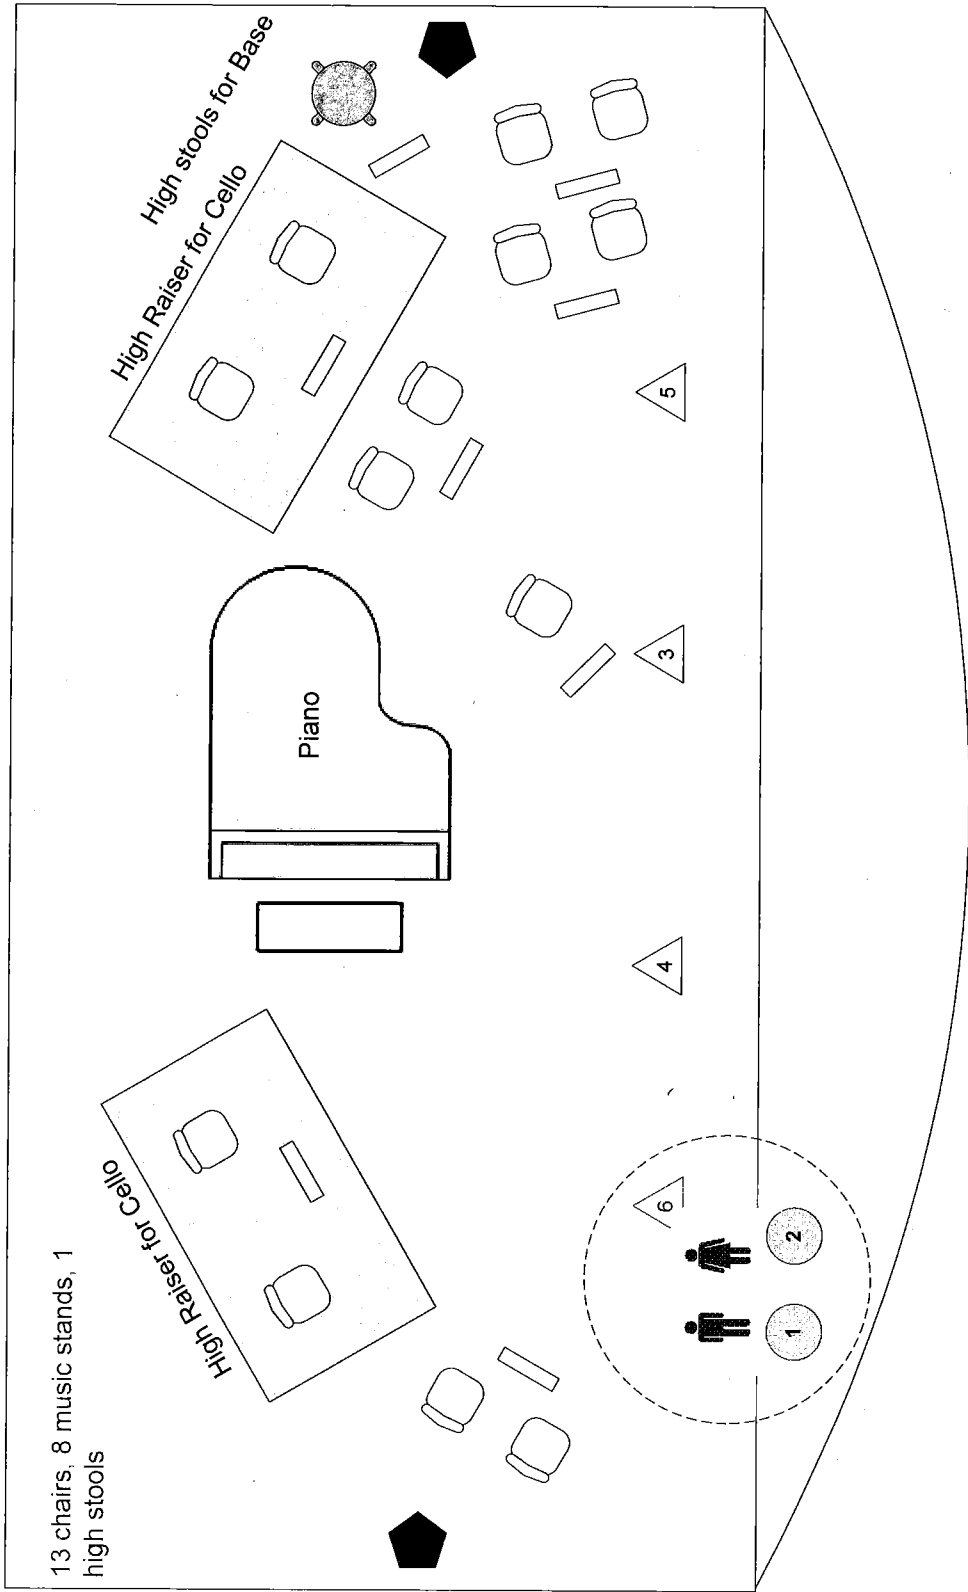 13 chairs, 8 music stands, 1
high stools
High Raiser for Cello
Piano
High Raiser for Cello
High stools for Base
6
4
3
5
1
2